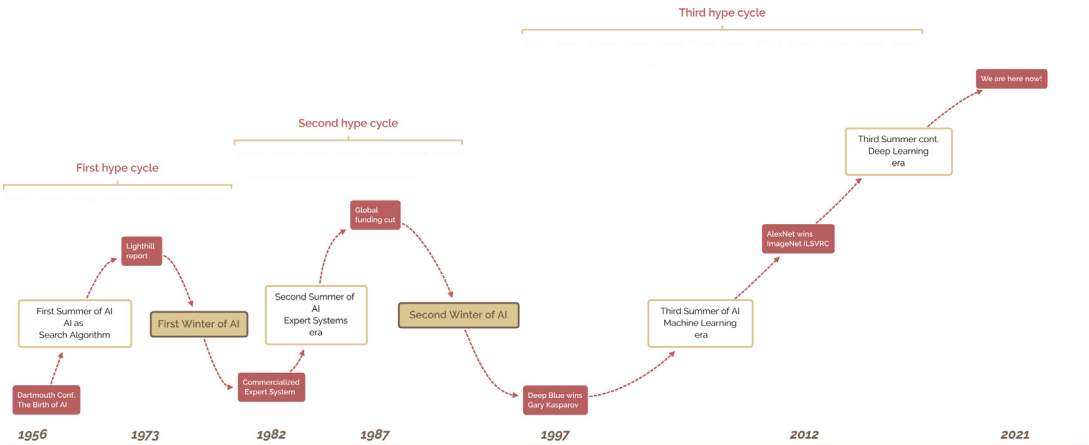 Third hype cycle
We are here now!
Second hype cycle
Third Summer cont.
Deep Learning
era
First hype cycle
Global
funding cut
AlexNet wins
ImageNet ILSVRC
Lighthill
report
First Summer of AI
AI as
Search Algorithm
First Winter of AI
Second Summer of
AI
Expert Systems
era
Second Winter of AI
Third Summer of AI
Machine Learning
era
Dartmouth Conf.
The Birth of AI
Commercialized
Expert System
Deep Blue wins
Gary Kasparov
1956 1973 1982 1987 1997 2012 2021